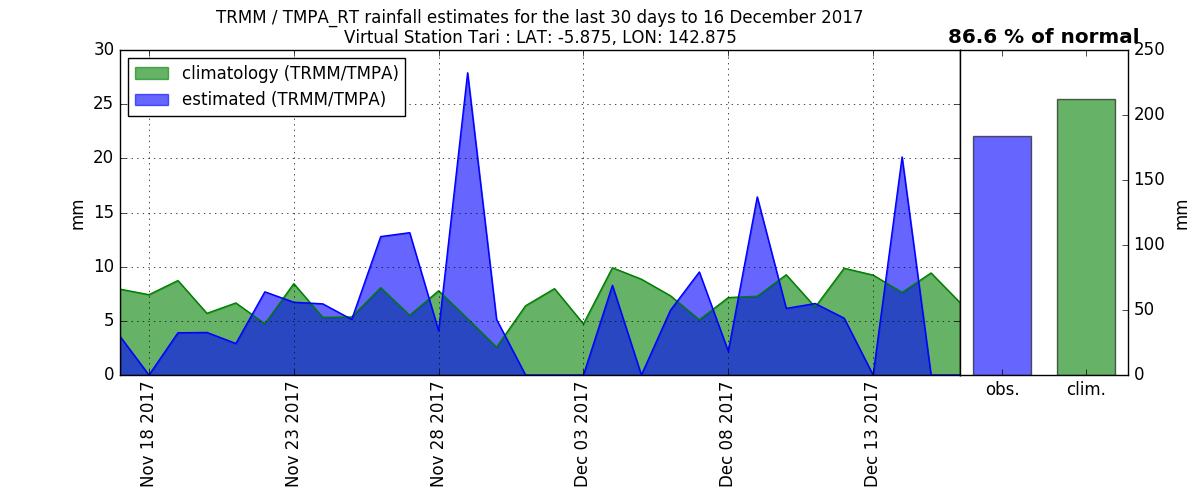 TRMM / TMPA_RT rainfall estimates for the last 30 days to 16 December 2017
Virtual Station Tari : LAT: -5.875, LON: 142.875
86.6 % of normal
climatology (TRMM/TMPA)
estimated (TRMM/TMPA)
mm
30
25
20
15
10
5
0
Nov 18 2017
Nov 23 2017
Nov 28 2017
Dec 03 2017
Dec 08 2017
Dec 13 2017
250
200
150
100
50
0
mm
obs.
clim.